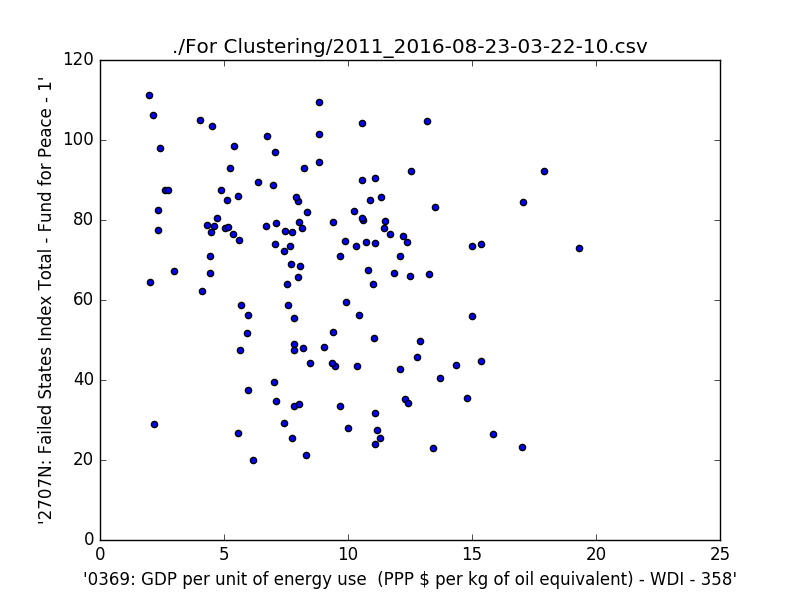 ./For Clustering/2011_2016-08-23-03-22-10.csv
120
100
80
60
40
20
0
'2707N: Failed States Index Total - Fund for Peace - 1'
0 5 10 15 20 25
'0369: GDP per unit of energy use  (PPP $ per kg of oil equivalent) - WDI - 358'